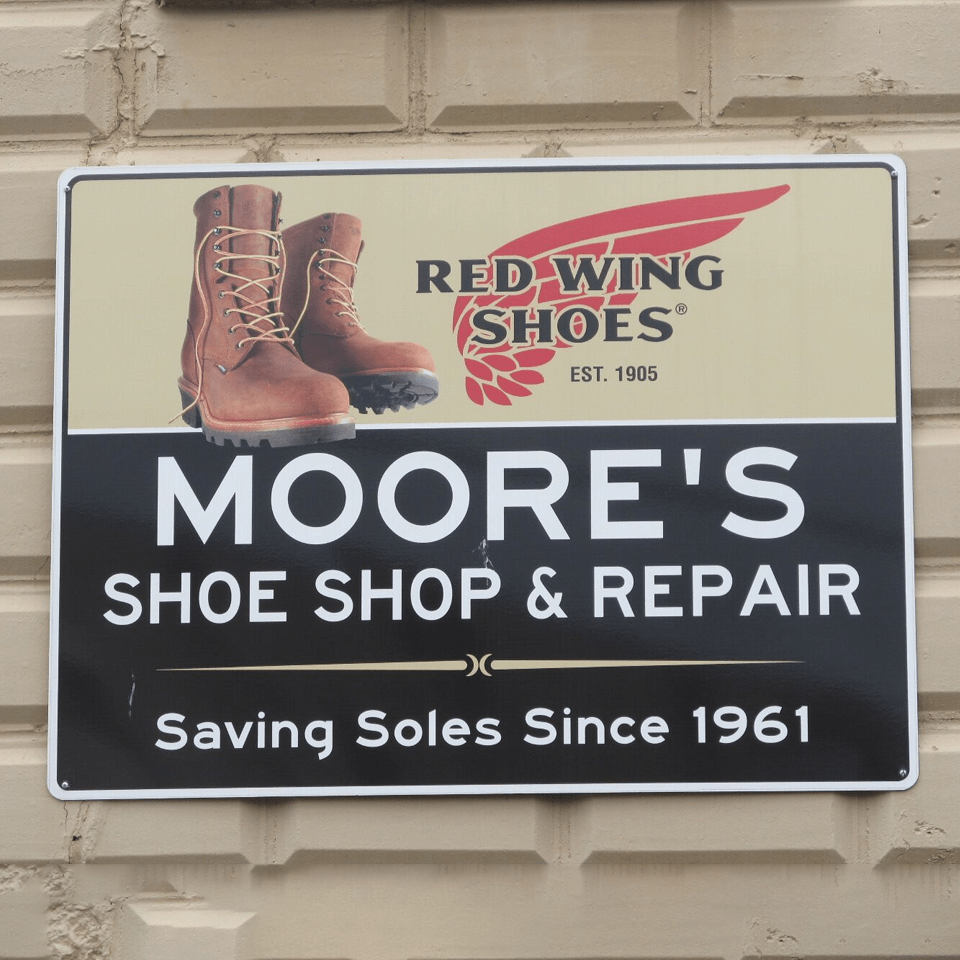 RED WING
SHOES®
EST. 1905
MOORE'S
SHOE SHOP & REPAIR
Saving Soles Since 1961